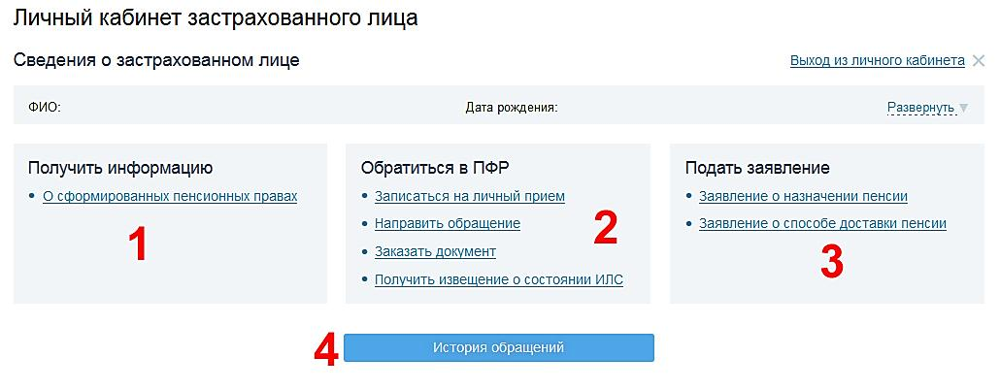 Личный кабинет застрахованного лица
Сведения о застрахованном лице
Выход из личного кабинета
ФИО:
Дата рождения:
Развернуть
Получить информацию
О сформированных пенсионных правах
1
Обратиться в ПФР
Записаться на личный прием
Направить обращение
Заказать документ
Получить извещение о состоянии ИЛС
2
Подать заявление
Заявление о назначении пенсии
Заявление о способе доставки пенсии
3
4
История обращений